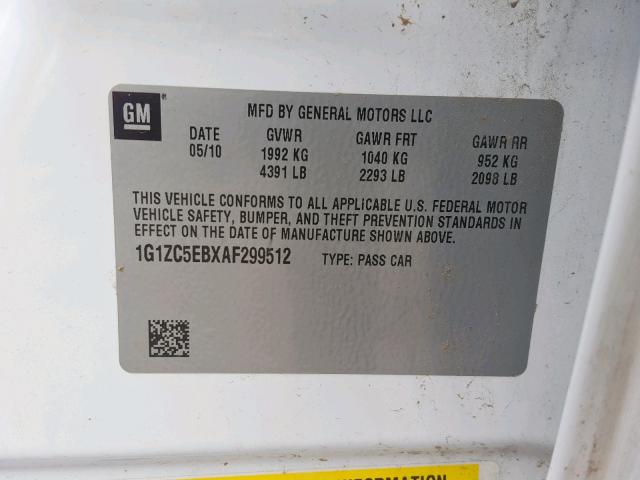 GM
MFD BY GENERAL MOTORS LLC
DATE GVWR GAWR FRT GAWR RR
05/10 1992 KG 1040 KG 952 KG
4391 LB 2293 LB 2098 LB
THIS VEHICLE CONFORMS TO ALL APPLICABLE U.S. FEDERAL MOTOR
VEHICLE SAFETY, BUMPER, AND THEFT PREVENTION STANDARDS IN
EFFECT ON THE DATE OF MANUFACTURE SHOWN ABOVE.
1G1ZC5EBXAF299512 TYPE: PASS CAR
INFORMATION